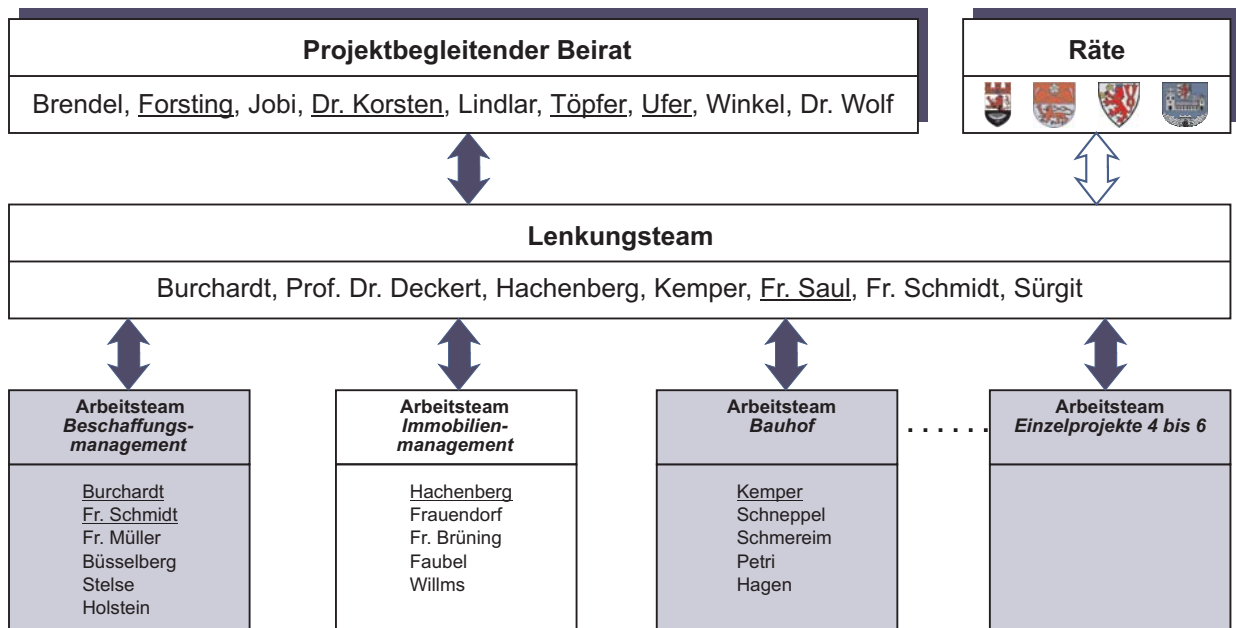 Projektbegleitender Beirat
Brendel, Forsting, Jobi, Dr. Korsten, Lindlar, Töpfer, Ufer, Winkel, Dr. Wolf
Räte
Lenkungsteam
Burchardt, Prof. Dr. Deckert, Hachenberg, Kemper, Fr. Saul, Fr. Schmidt, Sürgit
Arbeitsteam
Beschaffungs-
management
Burchardt
Fr. Schmidt
Fr. Müller
Büsselberg
Stelse
Holstein
Arbeitsteam
Immobilien-
management
Hachenberg
Frauendorf
Fr. Brüning
Faubel
Willms
Arbeitsteam
Bauhof
Kemper
Schneppel
Schmereim
Petri
Hagen
. . . . . .
Arbeitsteam
Einzelprojekte 4 bis 6